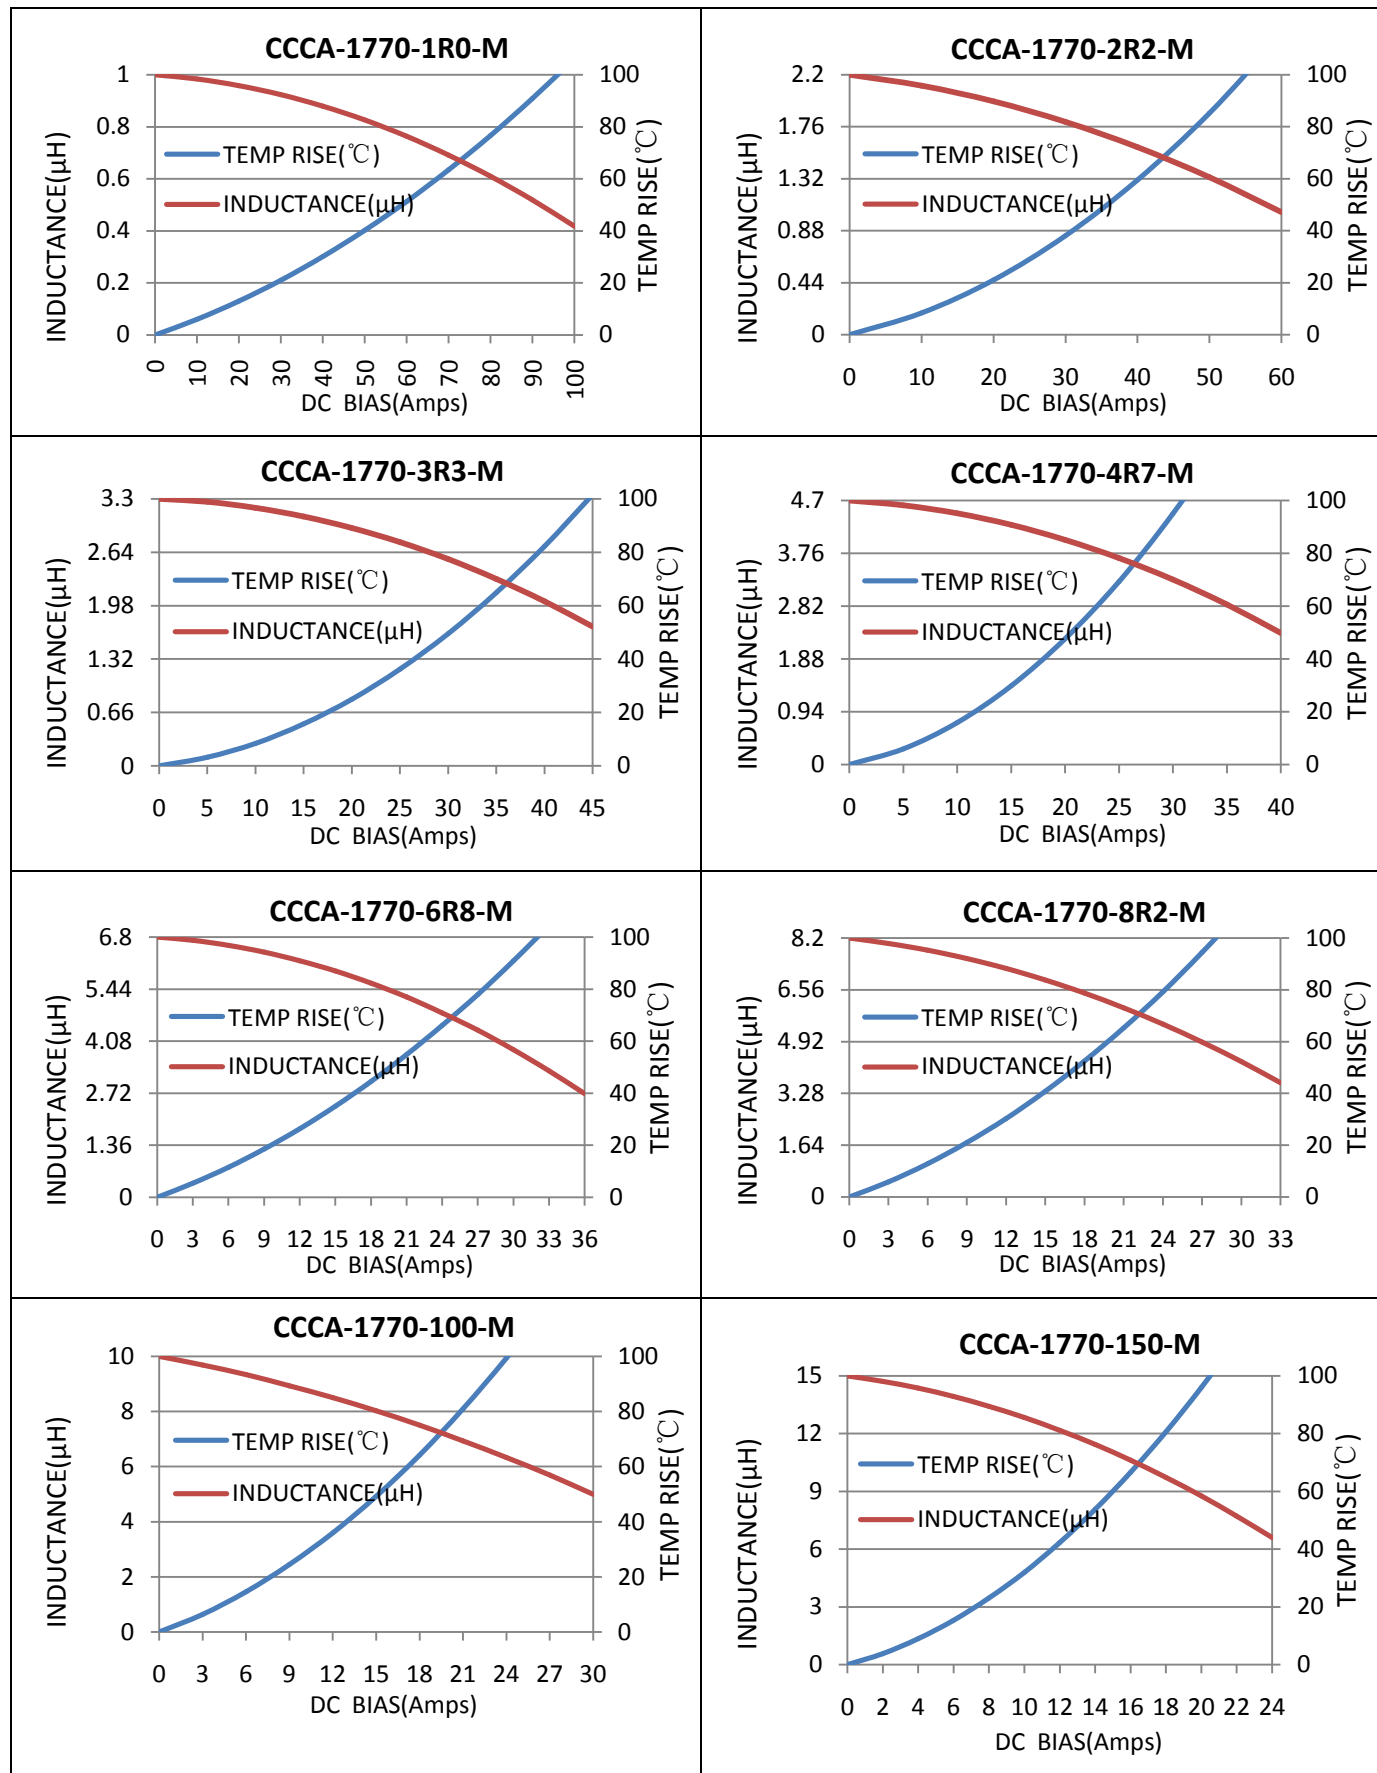 CCCA-1770-1R0-M
INDUCTANCE(μH)
1
0.8
0.6
0.4
0.2
0
TEMP RISE(℃)
INDUCTANCE(μH)
100
80
60
40
20
0
TEMP RISE(℃)
0 10 20 30 40 50 60 70 80 90 100
DC BIAS(Amps)
CCCA-1770-2R2-M
INDUCTANCE(μH)
2.2
1.76
1.32
0.88
0.44
0
TEMP RISE(℃)
INDUCTANCE(μH)
100
80
60
40
20
0
TEMP RISE(℃)
0 10 20 30 40 50 60
DC BIAS(Amps)
CCCA-1770-3R3-M
INDUCTANCE(μH)
3.3
2.64
1.98
1.32
0.66
0
TEMP RISE(℃)
INDUCTANCE(μH)
100
80
60
40
20
0
TEMP RISE(℃)
0 5 10 15 20 25 30 35 40 45
DC BIAS(Amps)
CCCA-1770-4R7-M
INDUCTANCE(μH)
4.7
3.76
2.82
1.88
0.94
0
TEMP RISE(℃)
INDUCTANCE(μH)
100
80
60
40
20
0
TEMP RISE(℃)
0 5 10 15 20 25 30 35 40
DC BIAS(Amps)
CCCA-1770-6R8-M
INDUCTANCE(μH)
6.8
5.44
4.08
2.72
1.36
0
TEMP RISE(℃)
INDUCTANCE(μH)
100
80
60
40
20
0
TEMP RISE(℃)
0 3 6 9 12 15 18 21 24 27 30 33 36
DC BIAS(Amps)
CCCA-1770-8R2-M
INDUCTANCE(μH)
8.2
6.56
4.92
3.28
1.64
0
TEMP RISE(℃)
INDUCTANCE(μH)
100
80
60
40
20
0
TEMP RISE(℃)
0 3 6 9 12 15 18 21 24 27 30 33
DC BIAS(Amps)
CCCA-1770-100-M
INDUCTANCE(μH)
10
8
6
4
2
0
TEMP RISE(℃)
INDUCTANCE(μH)
100
80
60
40
20
0
TEMP RISE(℃)
0 3 6 9 12 15 18 21 24 27 30
DC BIAS(Amps)
CCCA-1770-150-M
INDUCTANCE(μH)
15
12
9
6
3
0
TEMP RISE(℃)
INDUCTANCE(μH)
100
80
60
40
20
0
TEMP RISE(℃)
0 2 4 6 8 10 12 14 16 18 20 22 24
DC BIAS(Amps)